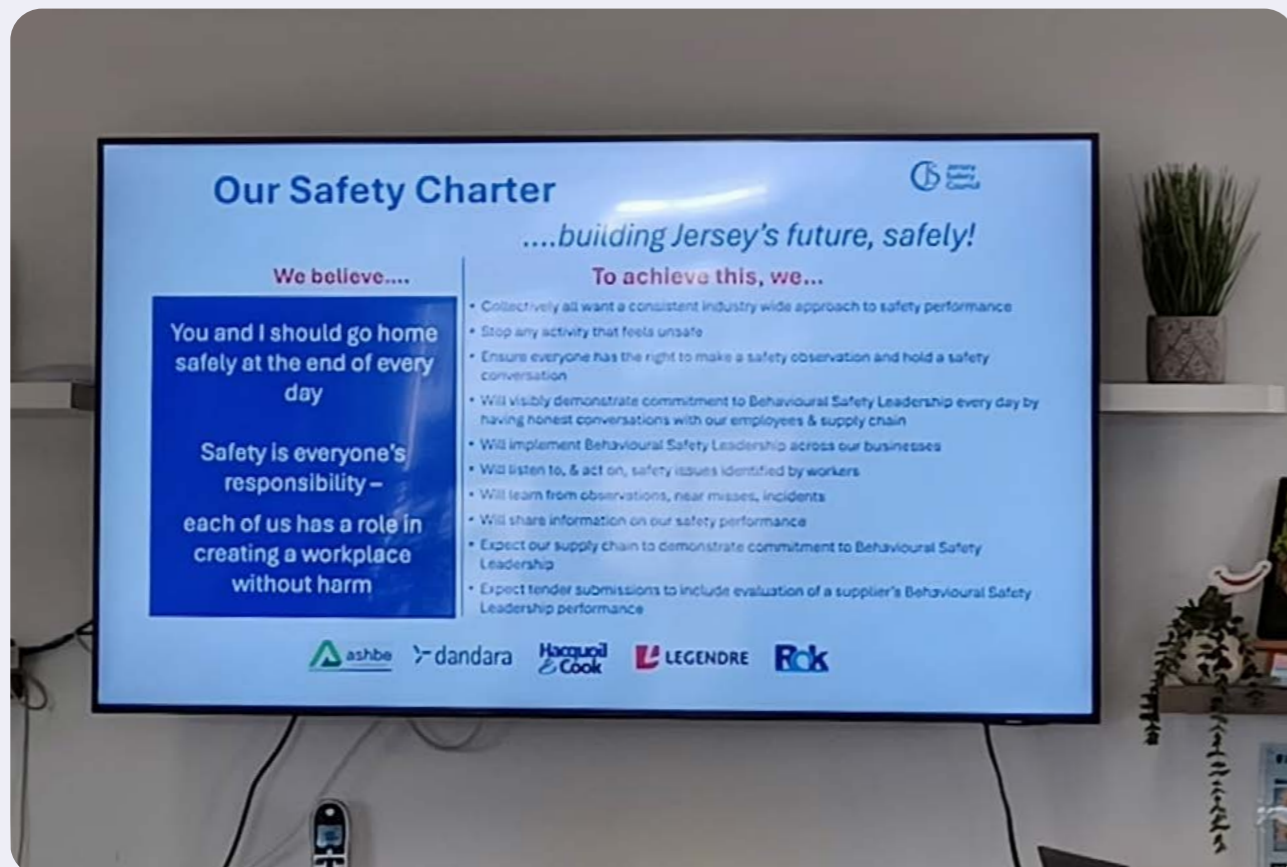 Our Safety Charter
Jersey
Safety
Council
....building Jersey's future, safely!
We believe....
You and I should go home
safely at the end of every
day
Safety is everyone's
responsibility –
each of us has a role in
creating a workplace
without harm
To achieve this, we...
• Collectively all want a consistent industry wide approach to safety performance
• Stop any activity that feels unsafe
• Ensure everyone has the right to make a safety observation and hold a safety
conversation
• Will visibly demonstrate commitment to Behavioural Safety Leadership every day by
having honest conversations with our employees & supply chain
• Will implement Behavioural Safety Leadership across our businesses
• Will listen to, & act on, safety issues identified by workers
• Will learn from observations, near misses, incidents
• Will share information on our safety performance
• Expect our supply chain to demonstrate commitment to Behavioural Safety
Leadership
• Expect tender submissions to include evaluation of a supplier's Behavioural Safety
Leadership performance
ashbe
dandara
Hacquoil
& Cook
LEGENDRE
Rok